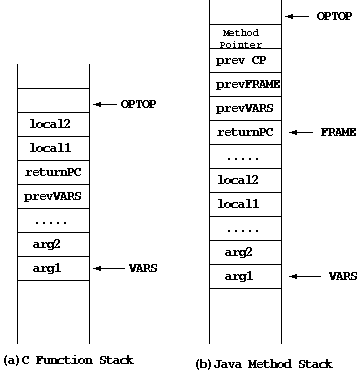 OPTOP
local2
local1
returnPC
prevVARS
.....
arg2
arg1
VARS
(a)C Function Stack
OPTOP
Method
Pointer
prev CP
prevFRAME
prevVARS
returnPC
FRAME
.....
local2
local1
.....
arg2
arg1
VARS
(b)Java Method Stack